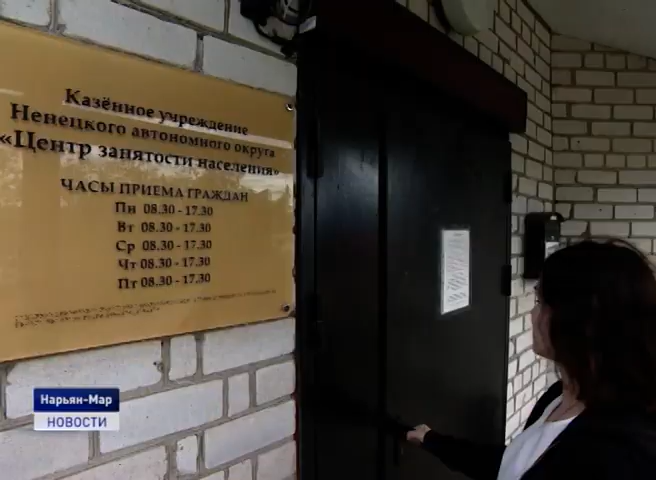 Казённое учреждение
Ненецкого автономного округа
«Центр занятости населения»
ЧАСЫ ПРИЕМА ГРАЖДАН
Пн 08.30 - 17.30
Вт 08.30 - 17.30
Ср 08.30 - 17.30
Чт 08.30 - 17.30
Пт 08.30 - 17.30
Нарьян-Мар
НОВОСТИ